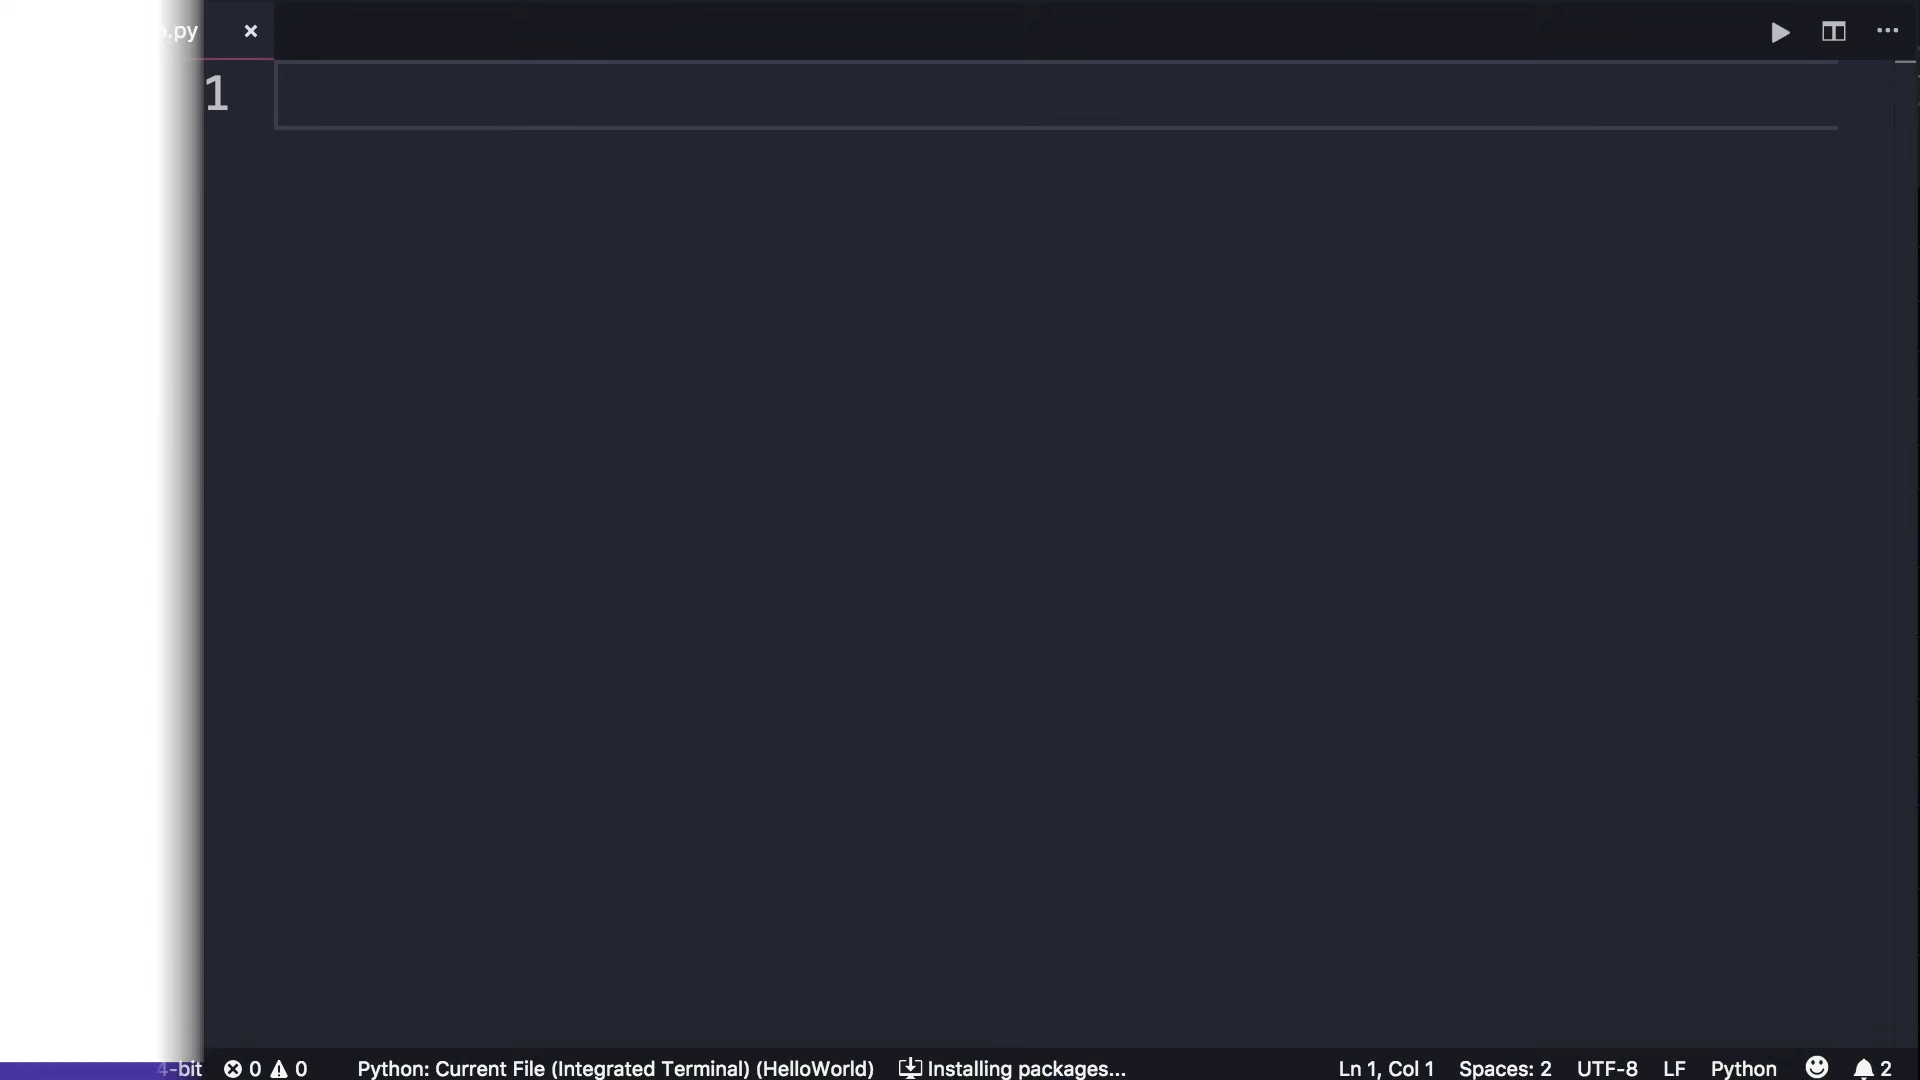 .py
1
4-bit 0 0 Python: Current File (Integrated Terminal) (HelloWorld) Installing packages... Ln 1, Col 1 Spaces: 2 UTF-8 LF Python 2